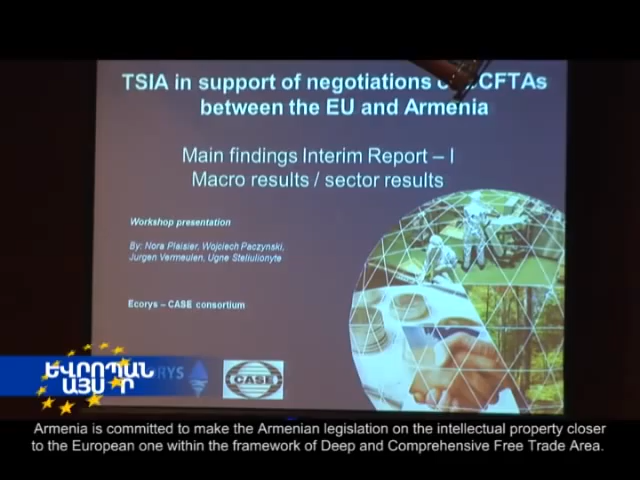 TSIA in support of negotiations CFTAs
between the EU and Armenia
Main findings Interim Report – I
Macro results / sector results
Workshop presentation
By: Nora Plaisier, Wojciech Paczynski,
Jurgen Vermeulen, Ugne Steliulionyte
Ecorys – CASE consortium
RYS
CASE
ԵՎՐՈՊԱՆ
ԱՅՍՕՐ
Armenia is committed to make the Armenian legislation on the intellectual property closer
to the European one within the framework of Deep and Comprehensive Free Trade Area.